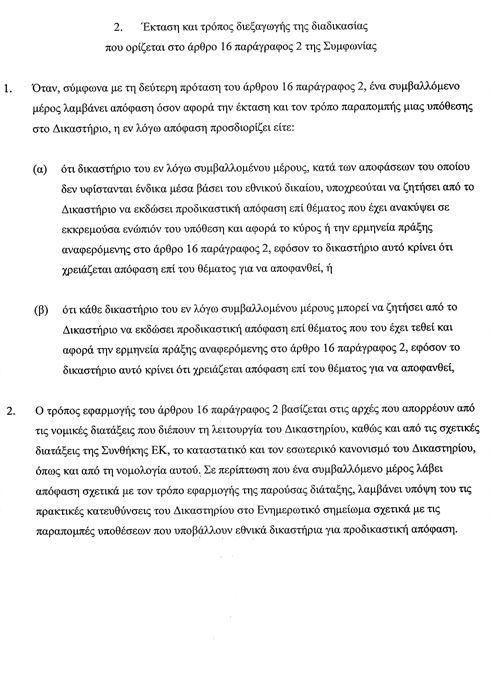 2. Έκταση και τρόπος διεξαγωγής της διαδικασίας
που ορίζεται στο άρθρο 16 παράγραφος 2 της Συμφωνίας
1. Όταν, σύμφωνα με τη δεύτερη πρόταση του άρθρου 16 παράγραφος 2, ένα συμβαλλόμενο
μέρος λαμβάνει απόφαση όσον αφορά την έκταση και τον τρόπο παραπομπής μιας υπόθεσης
στο Δικαστήριο, η εν λόγω απόφαση προσδιορίζει είτε:
(α) ότι δικαστήριο του εν λόγω συμβαλλομένου μέρους, κατά των αποφάσεων του οποίου
δεν υφίστανται ένδικα μέσα βάσει του εθνικού δικαίου, υποχρεούται να ζητήσει από το
Δικαστήριο να εκδώσει προδικαστική απόφαση επί θέματος που έχει ανακύψει σε
εκκρεμούσα ενώπιόν του υπόθεση και αφορά το κύρος ή την ερμηνεία πράξης
αναφερόμενης στο άρθρο 16 παράγραφος 2, εφόσον το δικαστήριο αυτό κρίνει ότι
χρειάζεται απόφαση επί του θέματος για να αποφανθεί, ή
(β) ότι κάθε δικαστήριο του εν λόγω συμβαλλομένου μέρους μπορεί να ζητήσει από το
Δικαστήριο να εκδώσει προδικαστική απόφαση επί θέματος που του έχει τεθεί και
αφορά την ερμηνεία πράξης αναφερομένης στο άρθρο 16 παράγραφος 2, εφόσον το
δικαστήριο αυτό κρίνει ότι χρειάζεται απόφαση επί του θέματος για να αποφανθεί,
2. Ο τρόπος εφαρμογής του άρθρου 16 παράγραφος 2 βασίζεται στις αρχές που απορρέουν από
τις νομικές διατάξεις που διέπουν τη λειτουργία του Δικαστηρίου, καθώς και από τις σχετικές
διατάξεις της Συνθήκης ΕΚ, το καταστατικό και τον εσωτερικό κανονισμό του Δικαστηρίου,
όπως και από τη νομολογία αυτού. Σε περίπτωση που ένα συμβαλλόμενο μέρος λάβει
απόφαση σχετικά με τον τρόπο εφαρμογής της παρούσας διάταξης, λαμβάνει υπόψη του τις
πρακτικές κατευθύνσεις του Δικαστηρίου στο Ενημερωτικό σημείωμα σχετικά με τις
παραπομπές υποθέσεων που υποβάλλουν εθνικά δικαστήρια για προδικαστική απόφαση.